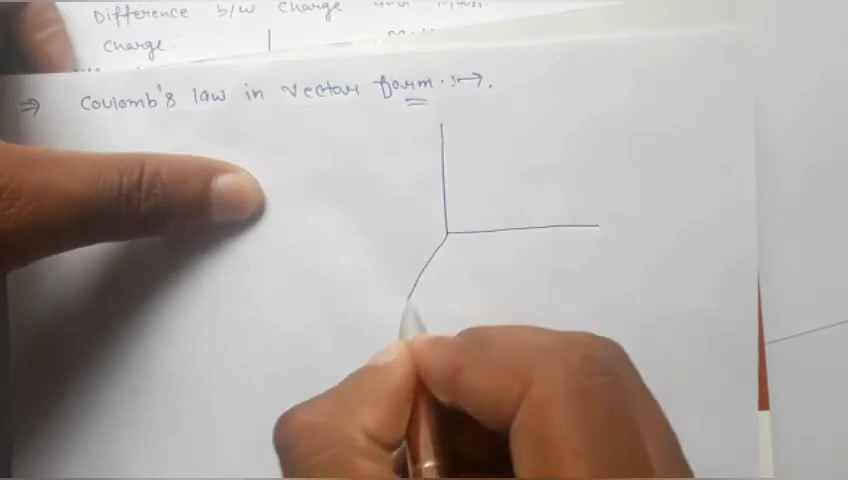 Difference b/w charge
charge.
⇒ Coulomb's law in vector form :→.